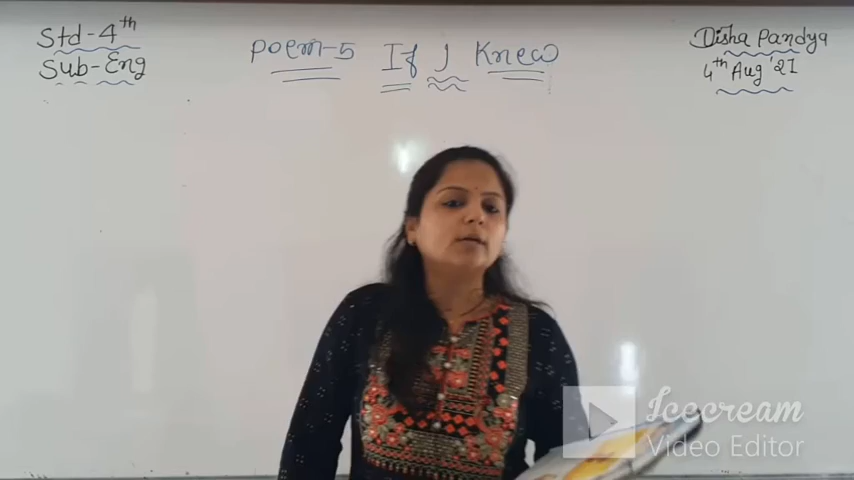 Std-4th
Sub-Eng
Poem-5 If I Knew
Disha Pandya
4th Aug '21
Icecream
Video Editor